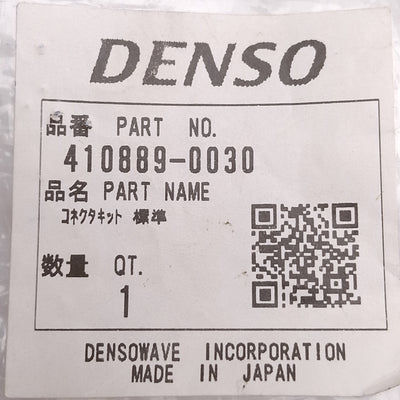 DENSO
品番 PART NO.
410889-0030
品名 PART NAME
ｺﾈｸﾀｷｯﾄ 標準
数量 QT.
1
DENSOWAVE INCORPORATION
MADE IN JAPAN